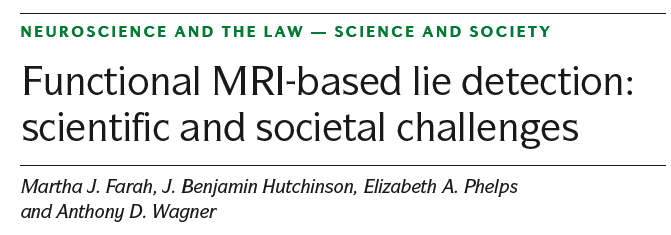 NEUROSCIENCE AND THE LAW — SCIENCE AND SOCIETY
Functional MRI-based lie detection:
scientific and societal challenges
Martha J. Farah, J. Benjamin Hutchinson, Elizabeth A. Phelps
and Anthony D. Wagner